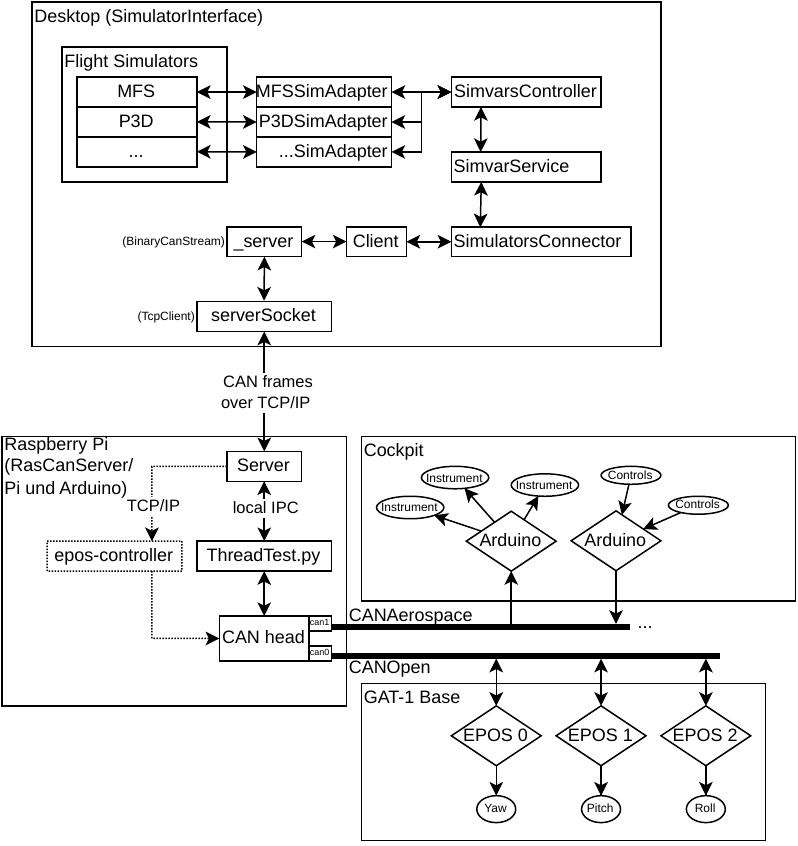 Desktop (SimulatorInterface)
Flight Simulators
MFS
MFSSimAdapter
SimvarsController
P3D
P3DSimAdapter
...
...SimAdapter
SimvarService
(BinaryCanStream)
_server
Client
SimulatorsConnector
(TcpClient)
serverSocket
CAN frames
over TCP/IP
Raspberry Pi
(RasCanServer/
Pi und Arduino)
Server
TCP/IP
local IPC
epos-controller
ThreadTest.py
CAN head
can1
can0
Cockpit
Instrument
Instrument
Instrument
Controls
Controls
Arduino
Arduino
CANAerospace
...
CANOpen
GAT-1 Base
EPOS 0
EPOS 1
EPOS 2
Yaw
Pitch
Roll